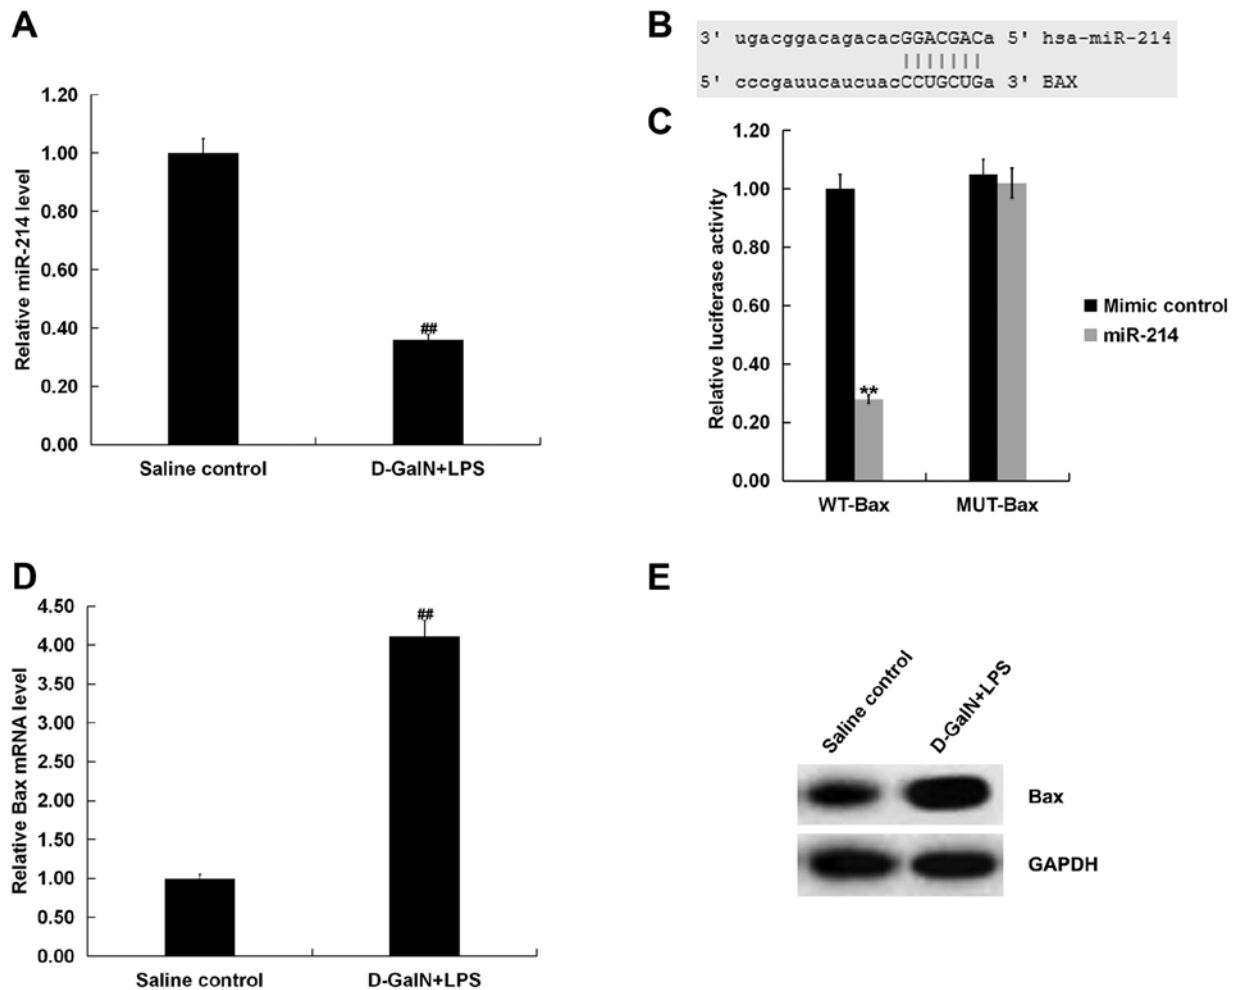 A
Relative miR-214 level
1.20
1.00
0.80
0.60
0.40
0.20
0.00
##
Saline control
D-GalN+LPS
B
3' ugacggacagacacGGACGACa 5' hsa-miR-214
|||||||
5' cccgauucaucuacCCUGCUGa 3' BAX
C
Relative luciferase activity
1.20
1.00
0.80
0.60
0.40
0.20
0.00
**
WT-Bax
MUT-Bax
Mimic control
miR-214
D
Relative Bax mRNA level
4.50
4.00
3.50
3.00
2.50
2.00
1.50
1.00
0.50
0.00
##
Saline control
D-GalN+LPS
E
Saline control
D-GalN+LPS
Bax
GAPDH